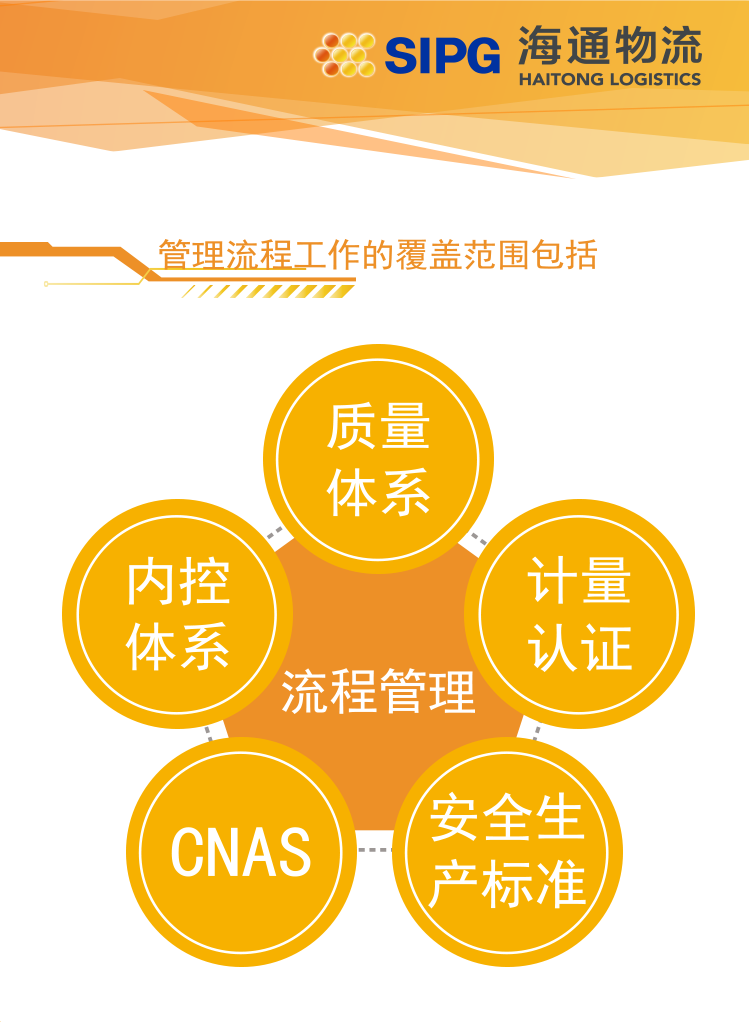 SIPG 海通物流
HAITONG LOGISTICS
管理流程工作的覆盖范围包括
质量
体系
内控
体系
计量
认证
流程管理
CNAS
安全生
产标准